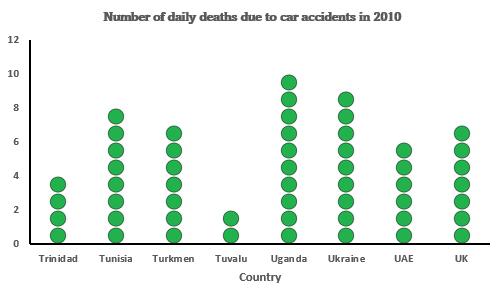 Number of daily deaths due to car accidents in 2010
12
10
8
6
4
2
0
Trinidad Tunisia Turkmen Tuvalu Uganda Ukraine UAE UK
Country